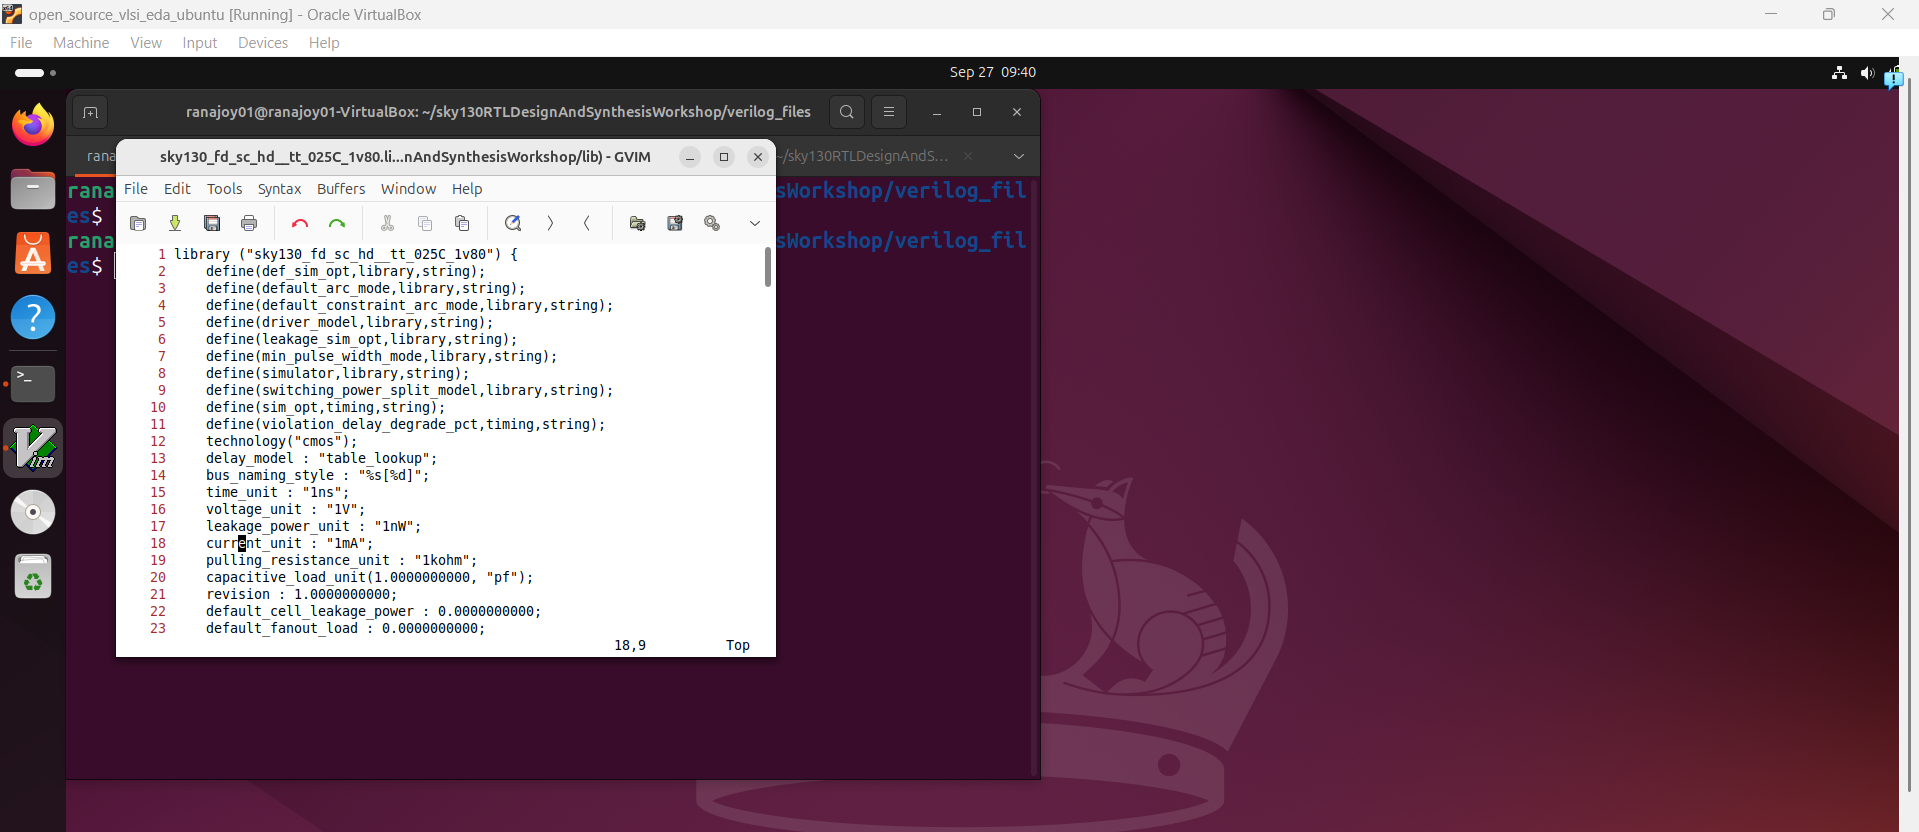 open_source_vlsi_eda_ubuntu [Running] - Oracle VirtualBox
File Machine View Input Devices Help
Sep 27 09:40
ranajoy01@ranajoy01-VirtualBox: ~/sky130RTLDesignAndSynthesisWorkshop/verilog_files
rana
~/sky130RTLDesignAndS...
sky130_fd_sc_hd__tt_025C_1v80.li...nAndSynthesisWorkshop/lib) - GVIM
File Edit Tools Syntax Buffers Window Help
rana sWorkshop/verilog_fil
es$
rana sWorkshop/verilog_fil
es$
1 library ("sky130_fd_sc_hd__tt_025C_1v80") {
2 define(def_sim_opt,library,string);
3 define(default_arc_mode,library,string);
4 define(default_constraint_arc_mode,library,string);
5 define(driver_model,library,string);
6 define(leakage_sim_opt,library,string);
7 define(min_pulse_width_mode,library,string);
8 define(simulator,library,string);
9 define(switching_power_split_model,library,string);
10 define(sim_opt,timing,string);
11 define(violation_delay_degrade_pct,timing,string);
12 technology("cmos");
13 delay_model : "table_lookup";
14 bus_naming_style : "%s[%d]";
15 time_unit : "1ns";
16 voltage_unit : "1V";
17 leakage_power_unit : "1nW";
18 current_unit : "1mA";
19 pulling_resistance_unit : "1kohm";
20 capacitive_load_unit(1.0000000000, "pf");
21 revision : 1.0000000000;
22 default_cell_leakage_power : 0.0000000000;
23 default_fanout_load : 0.0000000000;
18,9 Top